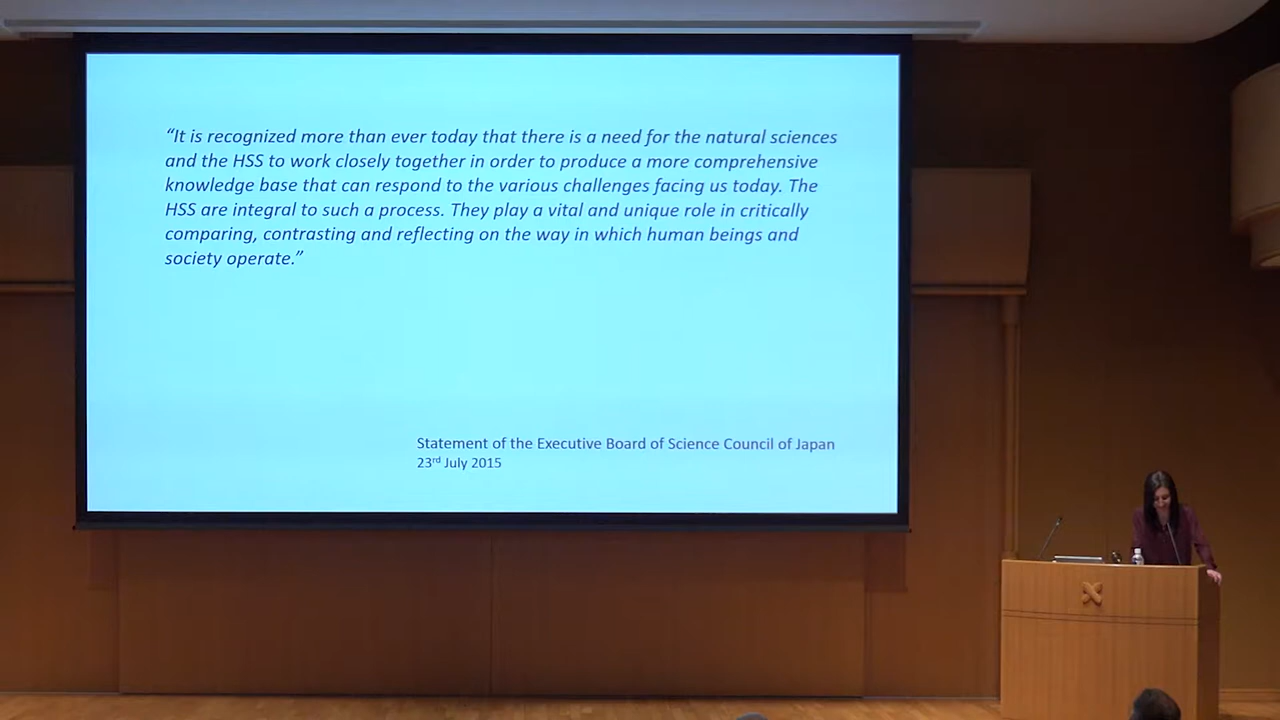 “It is recognized more than ever today that there is a need for the natural sciences
and the HSS to work closely together in order to produce a more comprehensive
knowledge base that can respond to the various challenges facing us today. The
HSS are integral to such a process. They play a vital and unique role in critically
comparing, contrasting and reflecting on the way in which human beings and
society operate.”
Statement of the Executive Board of Science Council of Japan
23rd July 2015